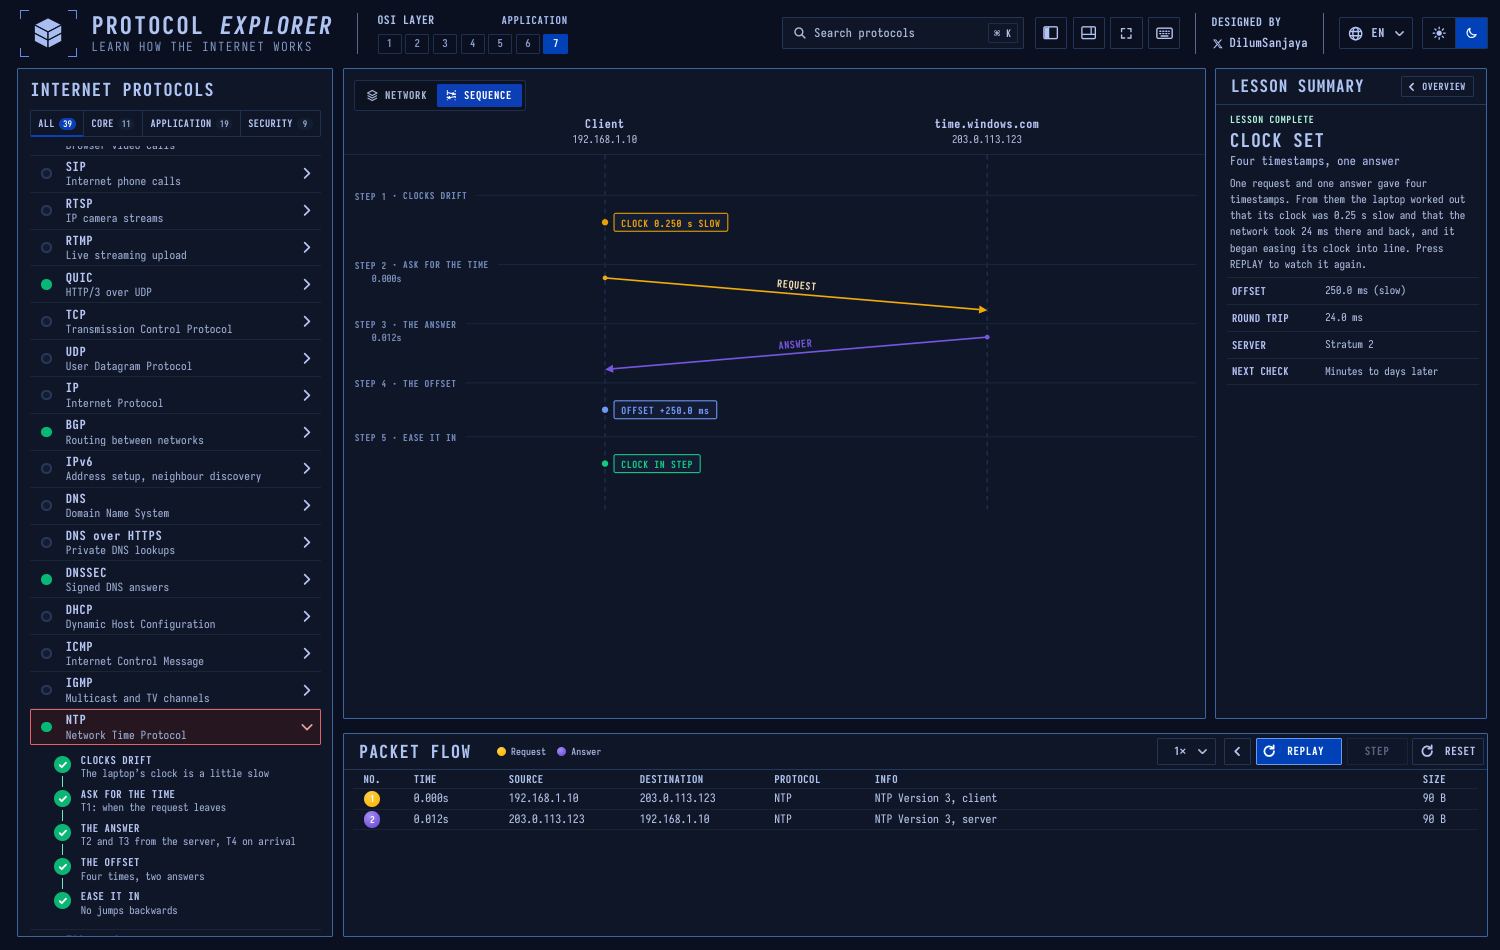 PROTOCOL EXPLORER
LEARN HOW THE INTERNET WORKS
OSI LAYER APPLICATION
1 2 3 4 5 6 7
Search protocols ⌘ K
DESIGNED BY
DilumSanjaya
EN
INTERNET PROTOCOLS
ALL 39 CORE 11 APPLICATION 19 SECURITY 9
Browser video calls
SIP
Internet phone calls
RTSP
IP camera streams
RTMP
Live streaming upload
QUIC
HTTP/3 over UDP
TCP
Transmission Control Protocol
UDP
User Datagram Protocol
IP
Internet Protocol
BGP
Routing between networks
IPv6
Address setup, neighbour discovery
DNS
Domain Name System
DNS over HTTPS
Private DNS lookups
DNSSEC
Signed DNS answers
DHCP
Dynamic Host Configuration
ICMP
Internet Control Message
IGMP
Multicast and TV channels
NTP
Network Time Protocol
CLOCKS DRIFT
The laptop's clock is a little slow
ASK FOR THE TIME
T1: when the request leaves
THE ANSWER
T2 and T3 from the server, T4 on arrival
THE OFFSET
Four times, two answers
EASE IT IN
No jumps backwards
NETWORK SEQUENCE
Client time.windows.com
192.168.1.10 203.0.113.123
STEP 1 · CLOCKS DRIFT
CLOCK 0.250 s SLOW
STEP 2 · ASK FOR THE TIME
0.000s
REQUEST
STEP 3 · THE ANSWER
0.012s
ANSWER
STEP 4 · THE OFFSET
OFFSET +250.0 ms
STEP 5 · EASE IT IN
CLOCK IN STEP
LESSON SUMMARY OVERVIEW
LESSON COMPLETE
CLOCK SET
Four timestamps, one answer
One request and one answer gave four
timestamps. From them the laptop worked out
that its clock was 0.25 s slow and that the
network took 24 ms there and back, and it
began easing its clock into line. Press
REPLAY to watch it again.
OFFSET 250.0 ms (slow)
ROUND TRIP 24.0 ms
SERVER Stratum 2
NEXT CHECK Minutes to days later
PACKET FLOW Request Answer 1× REPLAY STEP RESET
NO. TIME SOURCE DESTINATION PROTOCOL INFO SIZE
1 0.000s 192.168.1.10 203.0.113.123 NTP NTP Version 3, client 90 B
2 0.012s 203.0.113.123 192.168.1.10 NTP NTP Version 3, server 90 B